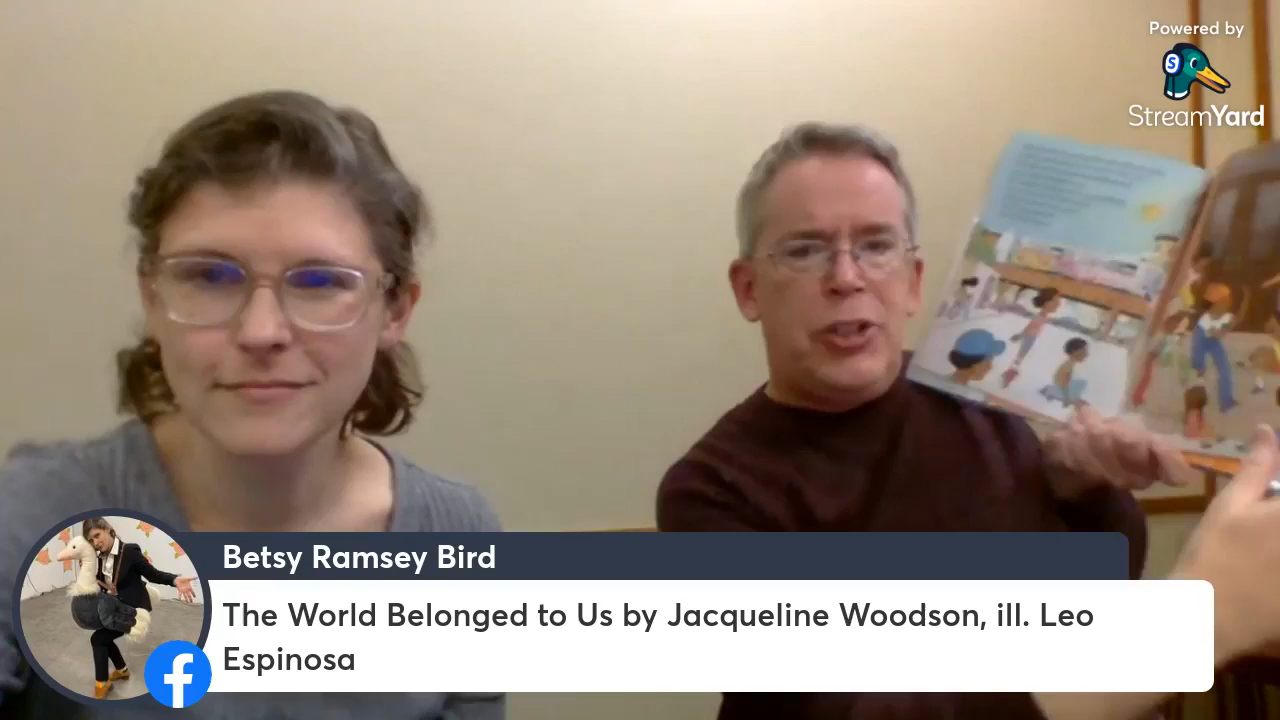 Powered by
S
StreamYard
Betsy Ramsey Bird
The World Belonged to Us by Jacqueline Woodson, ill. Leo
Espinosa